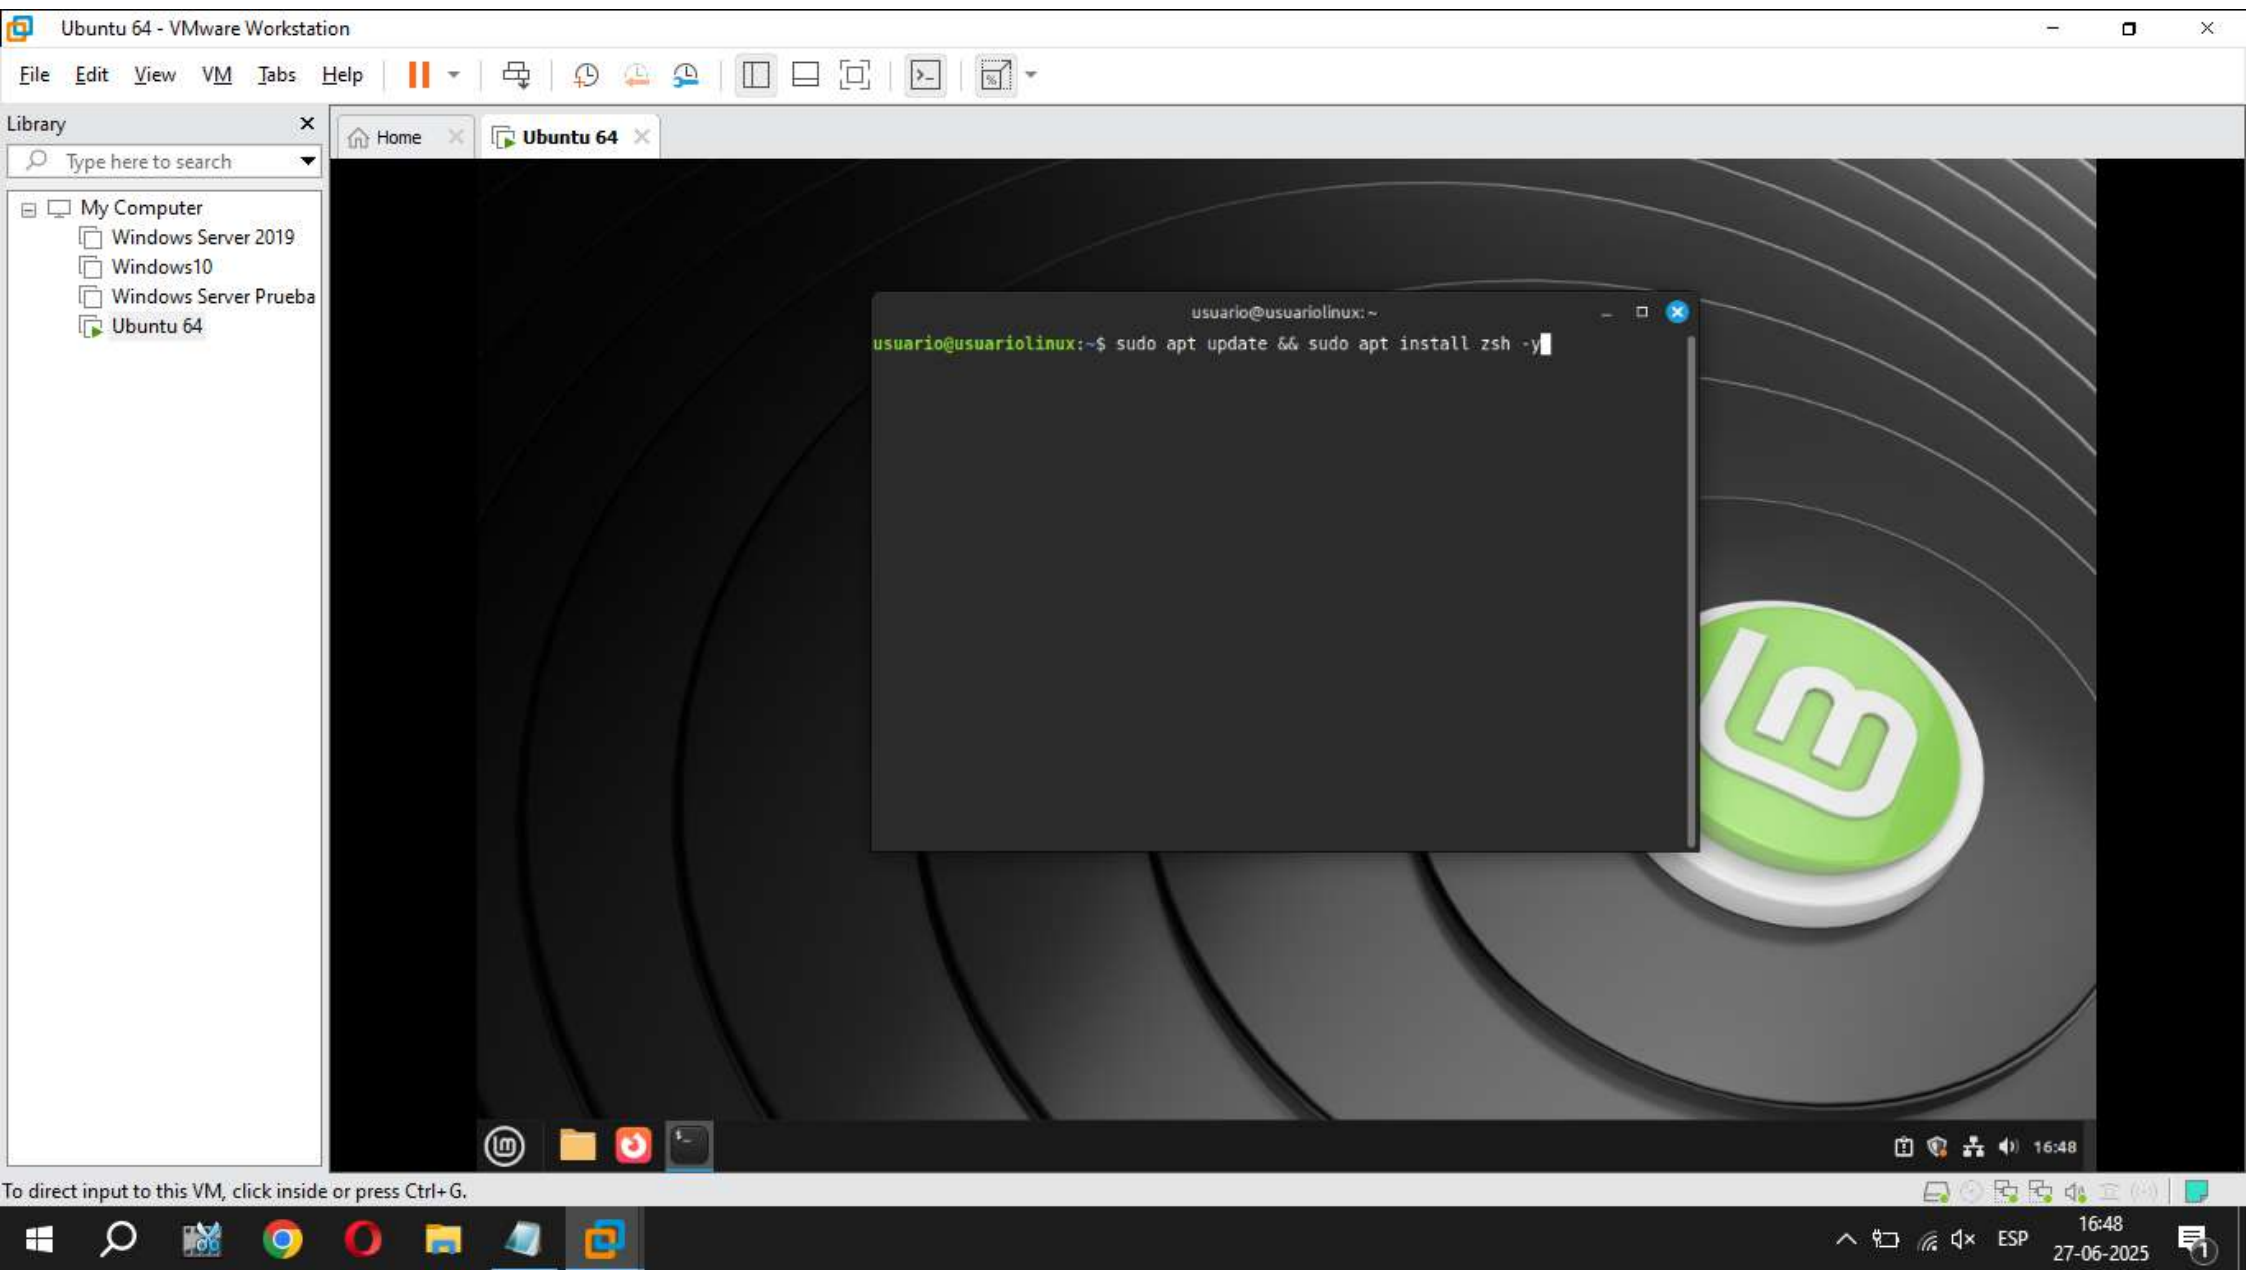 Ubuntu 64 - VMware Workstation
File Edit View VM Tabs Help
Library
Home
Ubuntu 64
Type here to search
My Computer
Windows Server 2019
Windows10
Windows Server Prueba
Ubuntu 64
usuario@usuariolinux: ~
usuario@usuariolinux:~$ sudo apt update && sudo apt install zsh -y
16:48
To direct input to this VM, click inside or press Ctrl+G.
ESP
16:48
27-06-2025
1